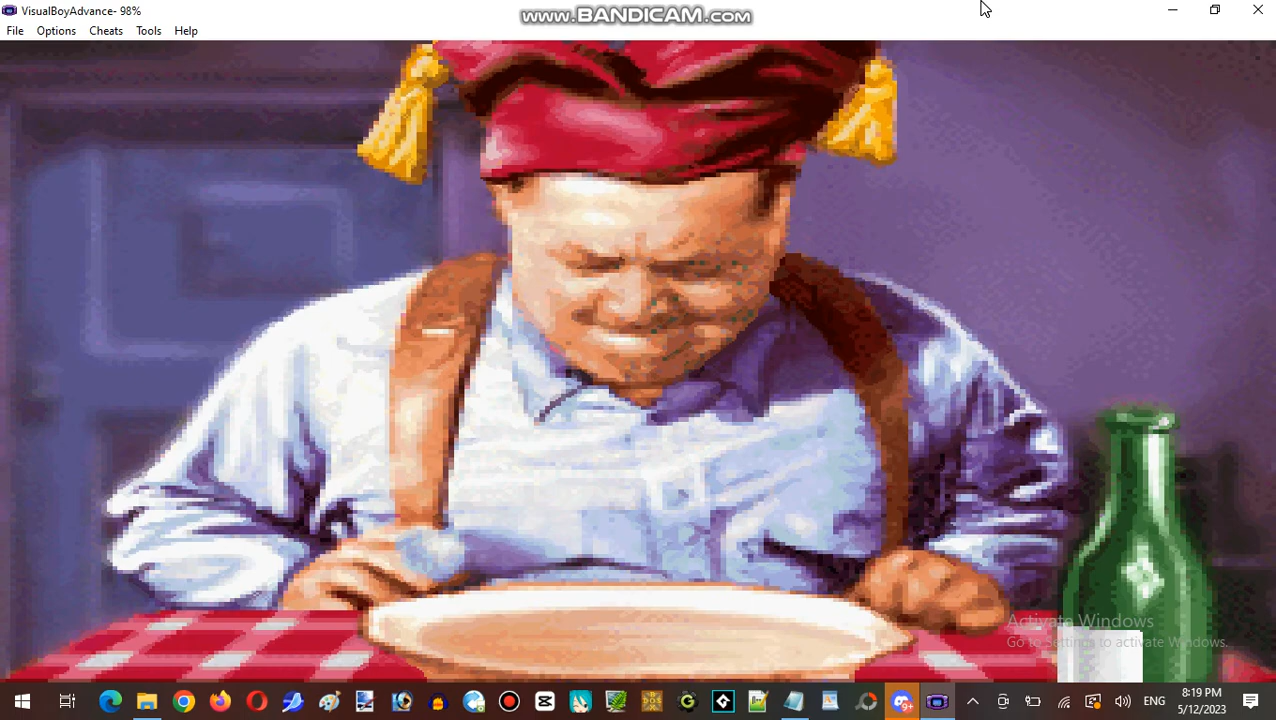 VisualBoyAdvance- 98%
www.BANDICAM.com
File Options Cheats Tools Help
Activate Windows
Go to Settings to activate Windows.
ENG
8:19 PM
5/12/2023
9+